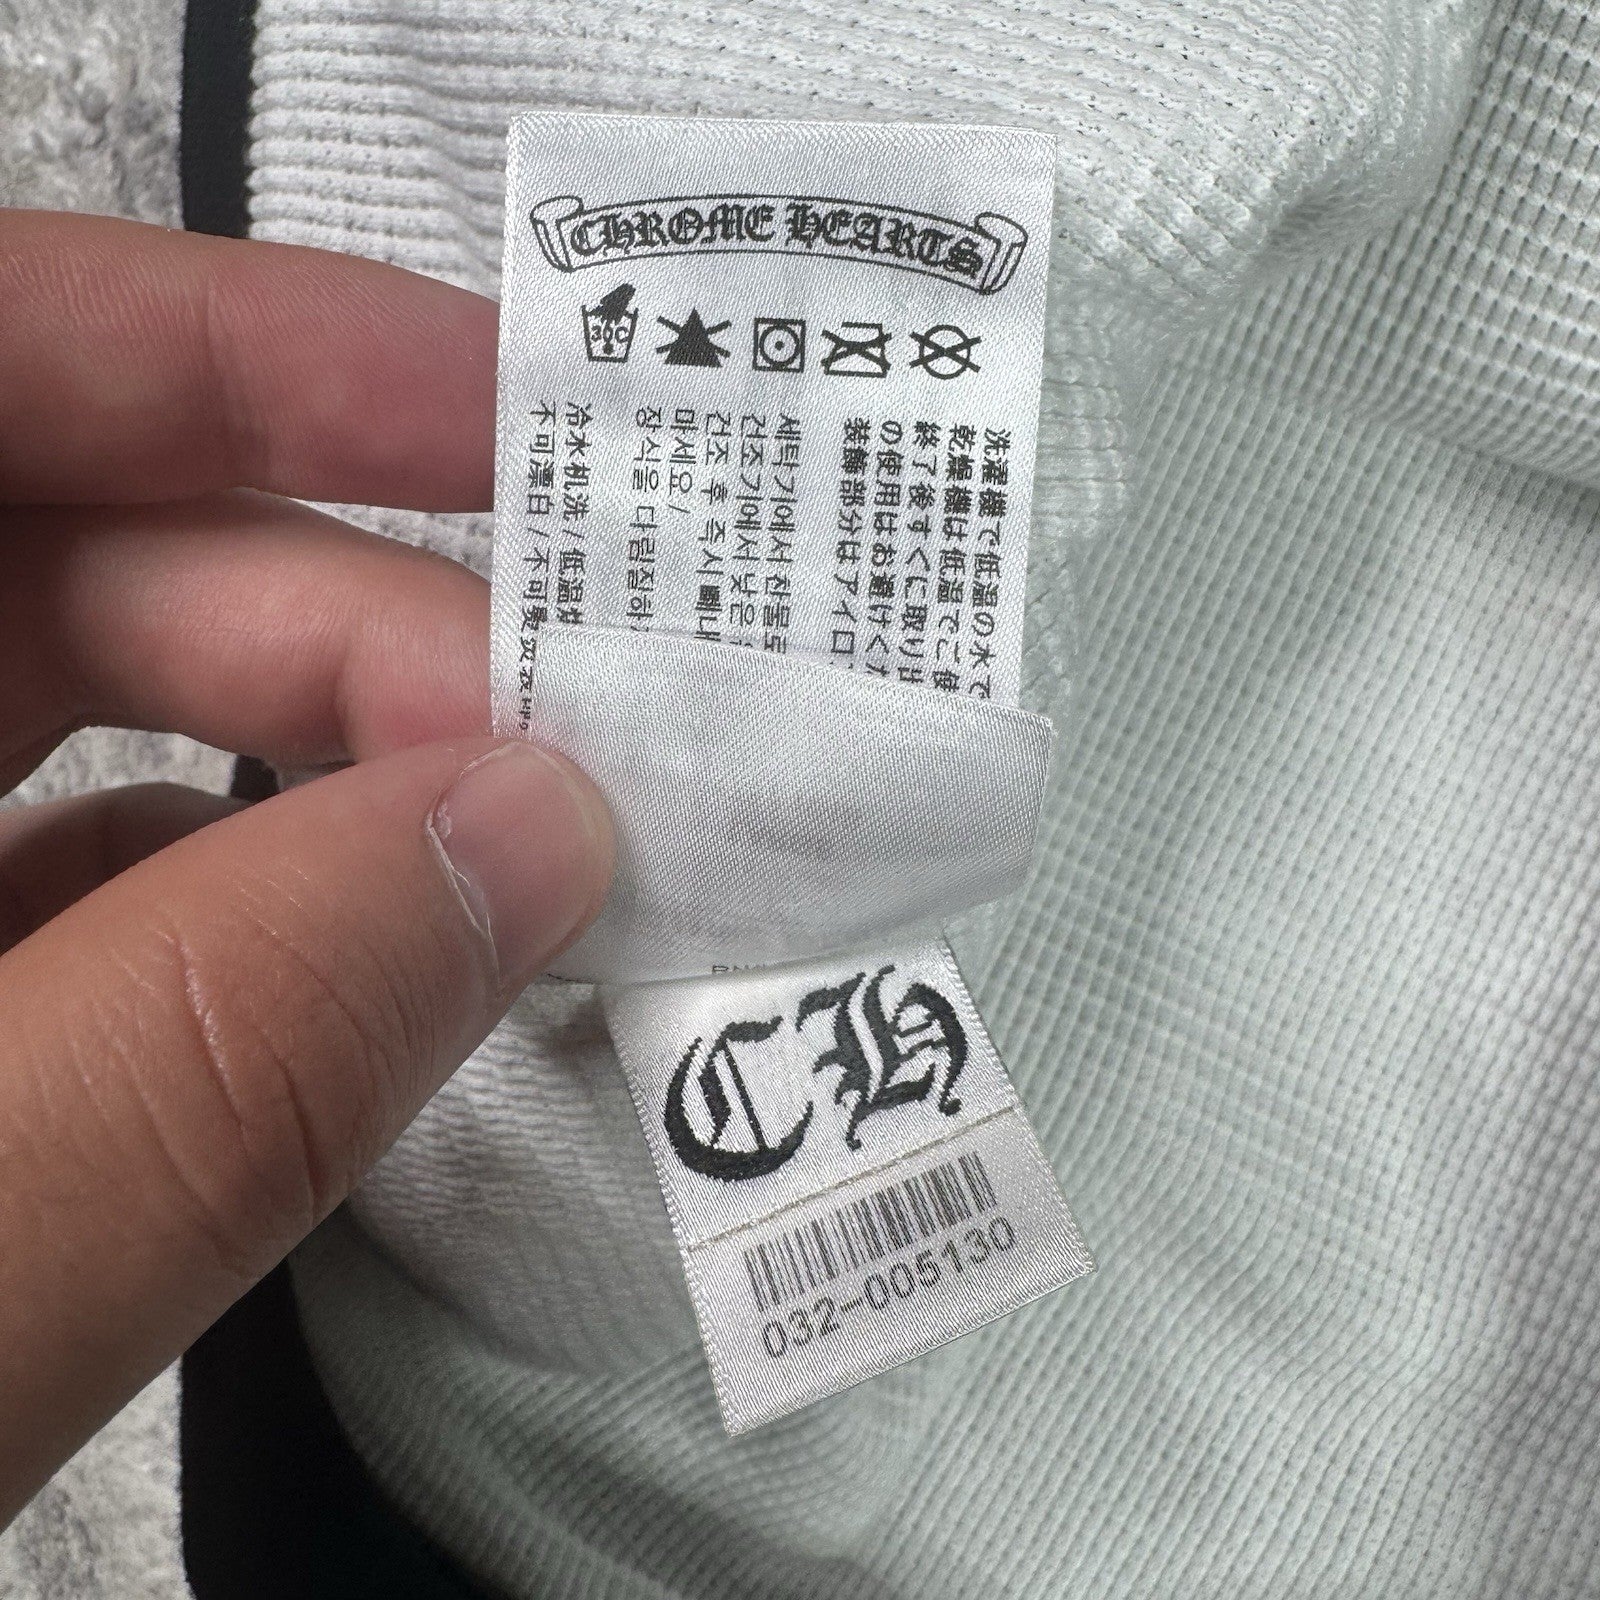 CHROME HEARTS
30C
洗濯機で低温の水で
乾燥機は低温でご使
終了後すぐに取り出
の使用はお避けくだ
装飾部分はアイロ
세탁기에서 찬물로
건조기에서 낮은
건조 후 즉시 빼내
마세요 /
장식을 다림질하
冷水机洗 / 低温
不可漂白 / 不可熨烫
CH
032-005130